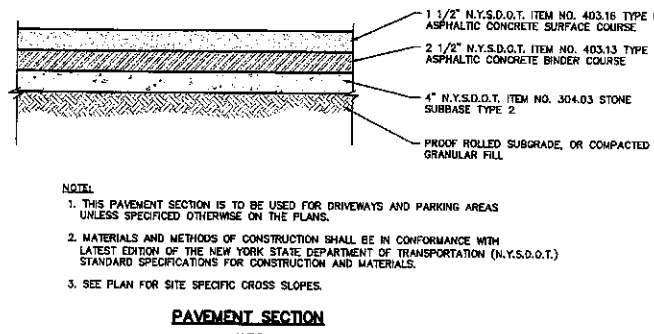 1 1/2" N.Y.S.D.O.T. ITEM NO. 403.16 TYPE
ASPHALTIC CONCRETE SURFACE COURSE
2 1/2" N.Y.S.D.O.T. ITEM NO. 403.13 TYPE
ASPHALTIC CONCRETE BINDER COURSE
4" N.Y.S.D.O.T. ITEM NO. 304.03 STONE
SUBBASE TYPE 2
PROOF ROLLED SUBGRADE, OR COMPACTED
GRANULAR FILL
NOTE:
1. THIS PAVEMENT SECTION IS TO BE USED FOR DRIVEWAYS AND PARKING AREAS
UNLESS SPECIFICED OTHERWISE ON THE PLANS.
2. MATERIALS AND METHODS OF CONSTRUCTION SHALL BE IN CONFORMANCE WITH
LATEST EDITION OF THE NEW YORK STATE DEPARTMENT OF TRANSPORTATION (N.Y.S.D.O.T.)
STANDARD SPECIFICATIONS FOR CONSTRUCTION AND MATERIALS.
3. SEE PLAN FOR SITE SPECIFIC CROSS SLOPES.
PAVEMENT SECTION